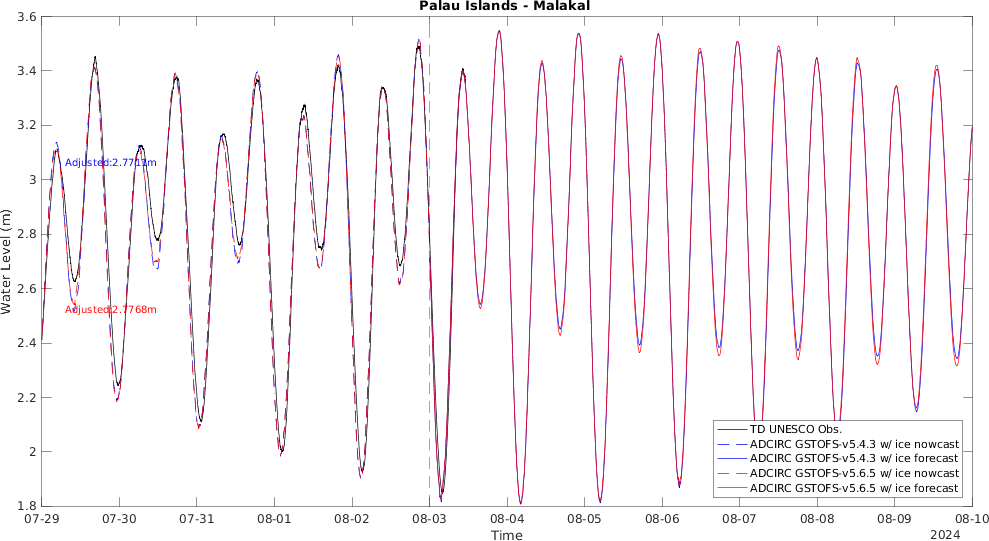 Palau Islands - Malakal
3.6
3.4
3.2
3
2.8
2.6
2.4
2.2
2
1.8
Water Level (m)
Adjusted:2.7711m
Adjusted:2.7768m
TD UNESCO Obs.
ADCIRC GSTOFS-v5.4.3 w/ ice nowcast
ADCIRC GSTOFS-v5.4.3 w/ ice forecast
ADCIRC GSTOFS-v5.6.5 w/ ice nowcast
ADCIRC GSTOFS-v5.6.5 w/ ice forecast
07-29 07-30 07-31 08-01 08-02 08-03 08-04 08-05 08-06 08-07 08-08 08-09 08-10
Time
2024